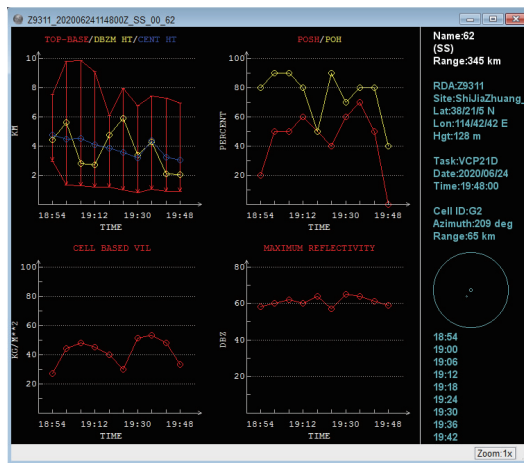 Z9311_20200624114800Z_SS_00_62
TOP-BASE/DBZM HT/CENT HT
10
8
6
4
2
KM
18:54 19:12 19:30 19:48
TIME
POSH/POH
100
80
60
40
20
PERCENT
18:54 19:12 19:30 19:48
TIME
CELL BASED VIL
100
80
60
40
20
KG/M**2
18:54 19:12 19:30 19:48
TIME
MAXIMUM REFLECTIVITY
80
60
40
20
DBZ
18:54 19:12 19:30 19:48
TIME
Name:62
(SS)
Range:345 km
RDA:Z9311
Site:ShiJiaZhuang_
Lat:38/21/5 N
Lon:114/42/42 E
Hgt:128 m
Task:VCP21D
Date:2020/06/24
Time:19:48:00
Cell ID:G2
Azimuth:209 deg
Range:65 km
18:54
19:00
19:06
19:12
19:18
19:24
19:30
19:36
19:42
Zoom:1x